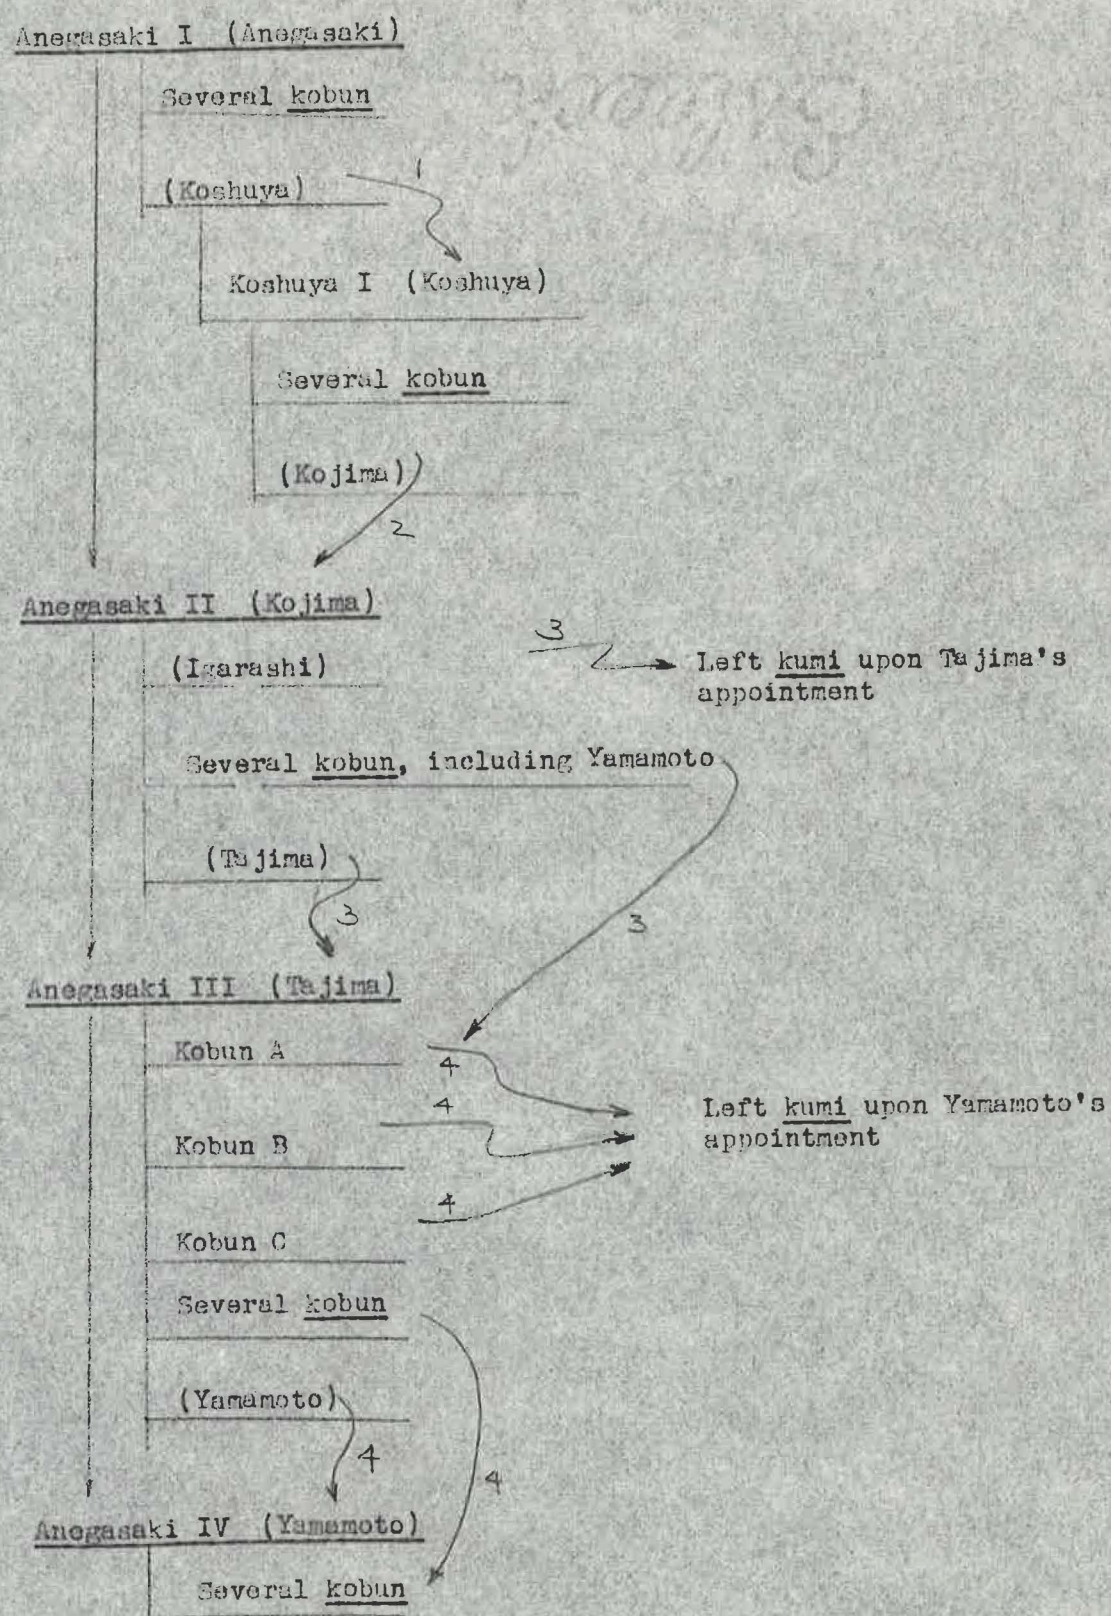 Anegasaki I (Anegasaki)
Several kobun
(Koshuya)
1
Koshuya I (Koshuya)
Several kobun
(Kojima)
2
Anegasaki II (Kojima)
3
(Igarashi)
Left kumi upon Tajima's
appointment
Several kobun, including Yamamoto
(Tajima)
3
3
Anegasaki III (Tajima)
Kobun A
4
4
Left kumi upon Yamamoto's
appointment
Kobun B
4
Kobun C
Several kobun
(Yamamoto)
4
4
Anegasaki IV (Yamamoto)
Several kobun